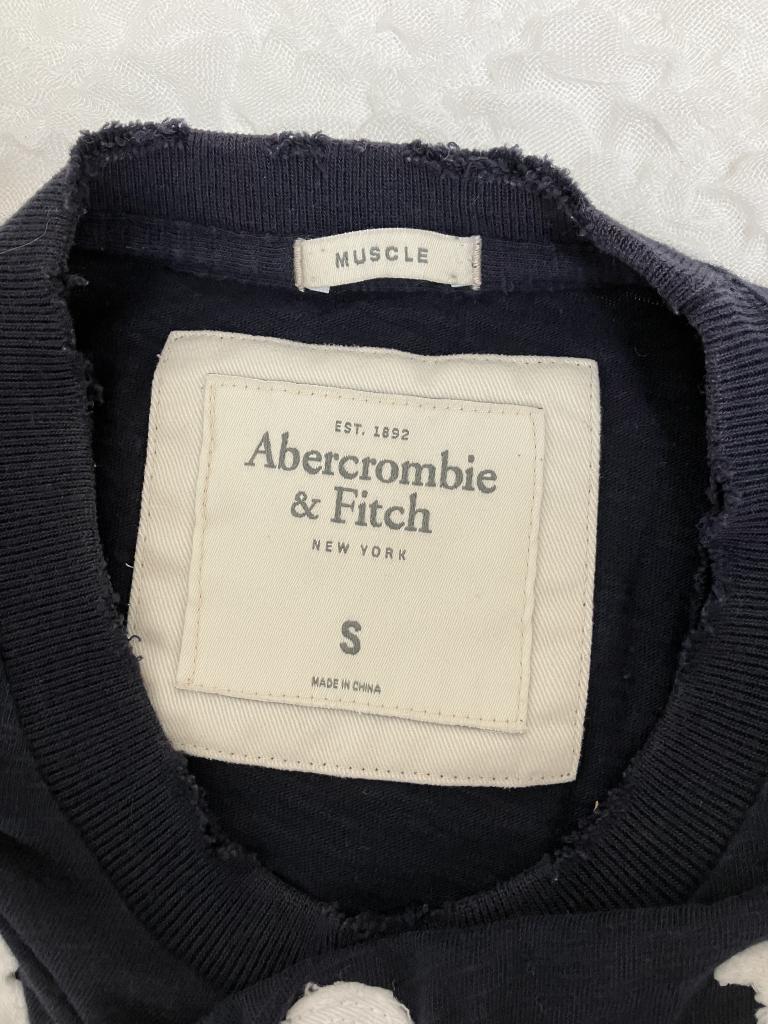 MUSCLE
EST. 1892
Abercrombie
& Fitch
NEW YORK
S
MADE IN CHINA